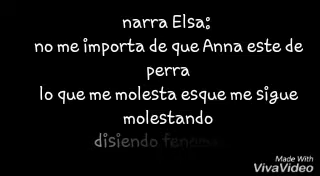 narra Elsa:
no me importa de que Anna este de
perra
lo que me molesta esque me sigue
molestando
disiendo
Made With
VivaVideo